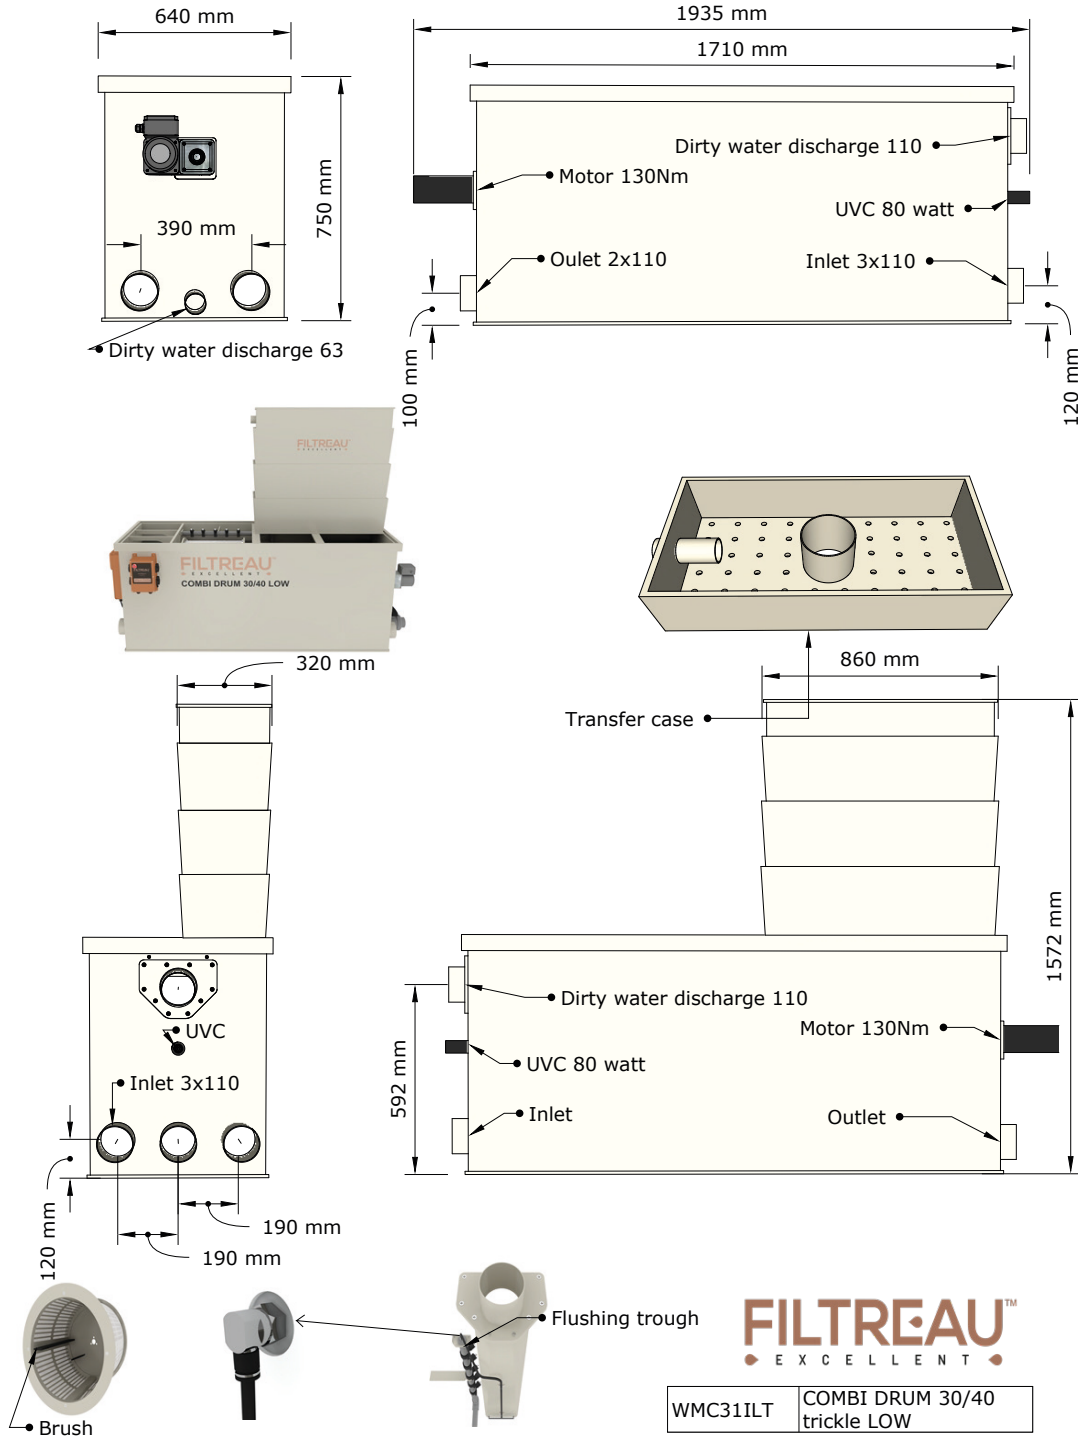 640 mm
1935 mm
1710 mm
750 mm
390 mm
Dirty water discharge 63
Dirty water discharge 110
Motor 130Nm
UVC 80 watt
Oulet 2x110
Inlet 3x110
100 mm
120 mm
FILTREAU
EXCELLENT
FILTREAU
EXCELLENT
COMBI DRUM 30/40 LOW
320 mm
860 mm
Transfer case
1572 mm
Dirty water discharge 110
Motor 130Nm
UVC 80 watt
592 mm
Inlet
Outlet
UVC
Inlet 3x110
120 mm
190 mm
190 mm
Brush
Flushing trough
FILTREAU™
EXCELLENT
WMC31ILT
COMBI DRUM 30/40
trickle LOW